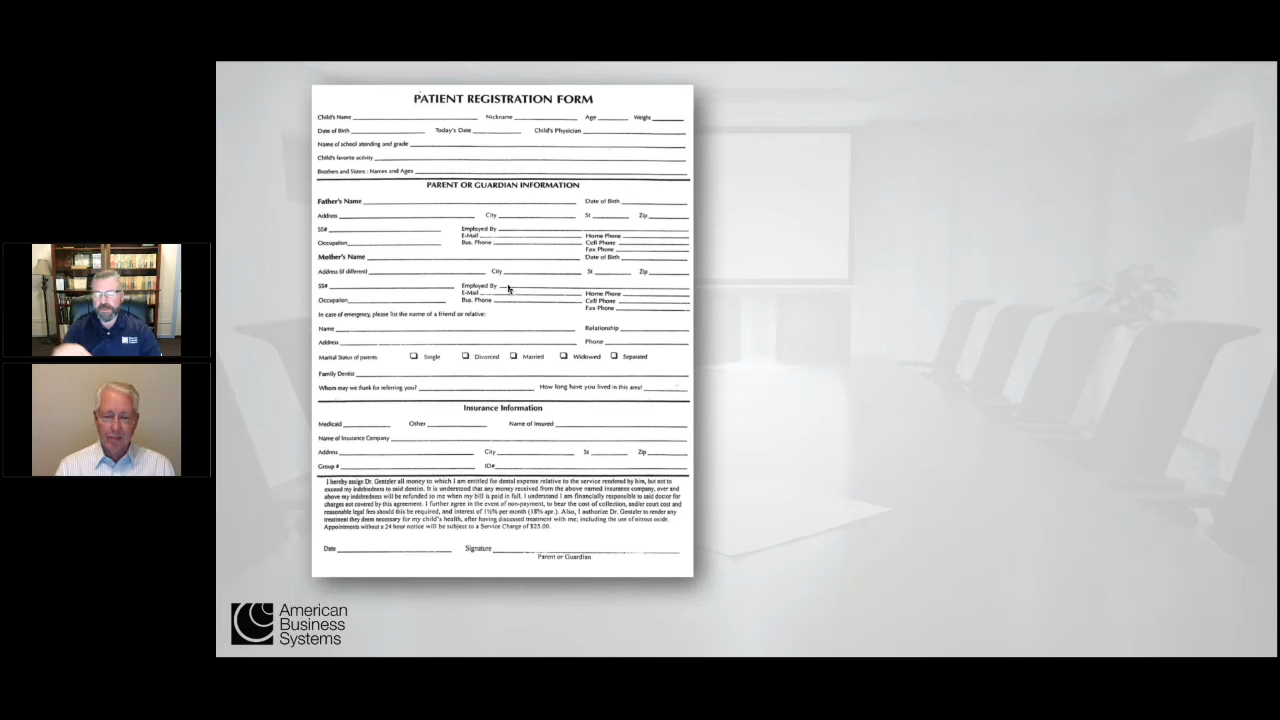 PATIENT REGISTRATION FORM
Child's Name Nickname Age Weight
Date of Birth Today's Date Child's Physician
Name of school attending and grade
Child's favorite activity
Brothers and Sisters : Names and Ages
PARENT OR GUARDIAN INFORMATION
Father's Name Date of Birth
Address City St Zip
SS# Employed By
E-Mail Home Phone
Occupation Bus. Phone Cell Phone
Fax Phone
Mother's Name Date of Birth
Address (if different) City St Zip
SS# Employed By
E-Mail Home Phone
Occupation Bus. Phone Cell Phone
Fax Phone
In case of emergency, please list the name of a friend or relative:
Name Relationship
Address Phone
Marital Status of parents: Single Divorced Married Widowed Separated
Family Dentist
Whom may we thank for referring you? How long have you lived in this area?
Insurance Information
Medicaid Other Name of Insured
Name of Insurance Company
Address City St Zip
Group # ID#
I hereby assign Dr. Gentzler all money to which I am entitled for dental expense relative to the service rendered by him, but not to
exceed my indebtedness to said dentist. It is understood that any money received from the above named insurance company, over and
above my indebtedness will be refunded to me when my bill is paid in full. I understand I am financially responsible to said doctor for
charges not covered by this agreement. I further agree in the event of non-payment, to bear the cost of collection, and/or court cost and
reasonable legal fees should this be required, and interest of 1½% per month (18% apr.). Also, I authorize Dr. Gentzler to render any
treatment they deem necessary for my child's health, after having discussed treatment with me; including the use of nitrous oxide.
Appointments without a 24 hour notice will be subject to a Service Charge of $25.00.
Date Signature
Parent or Guardian
American
Business
Systems